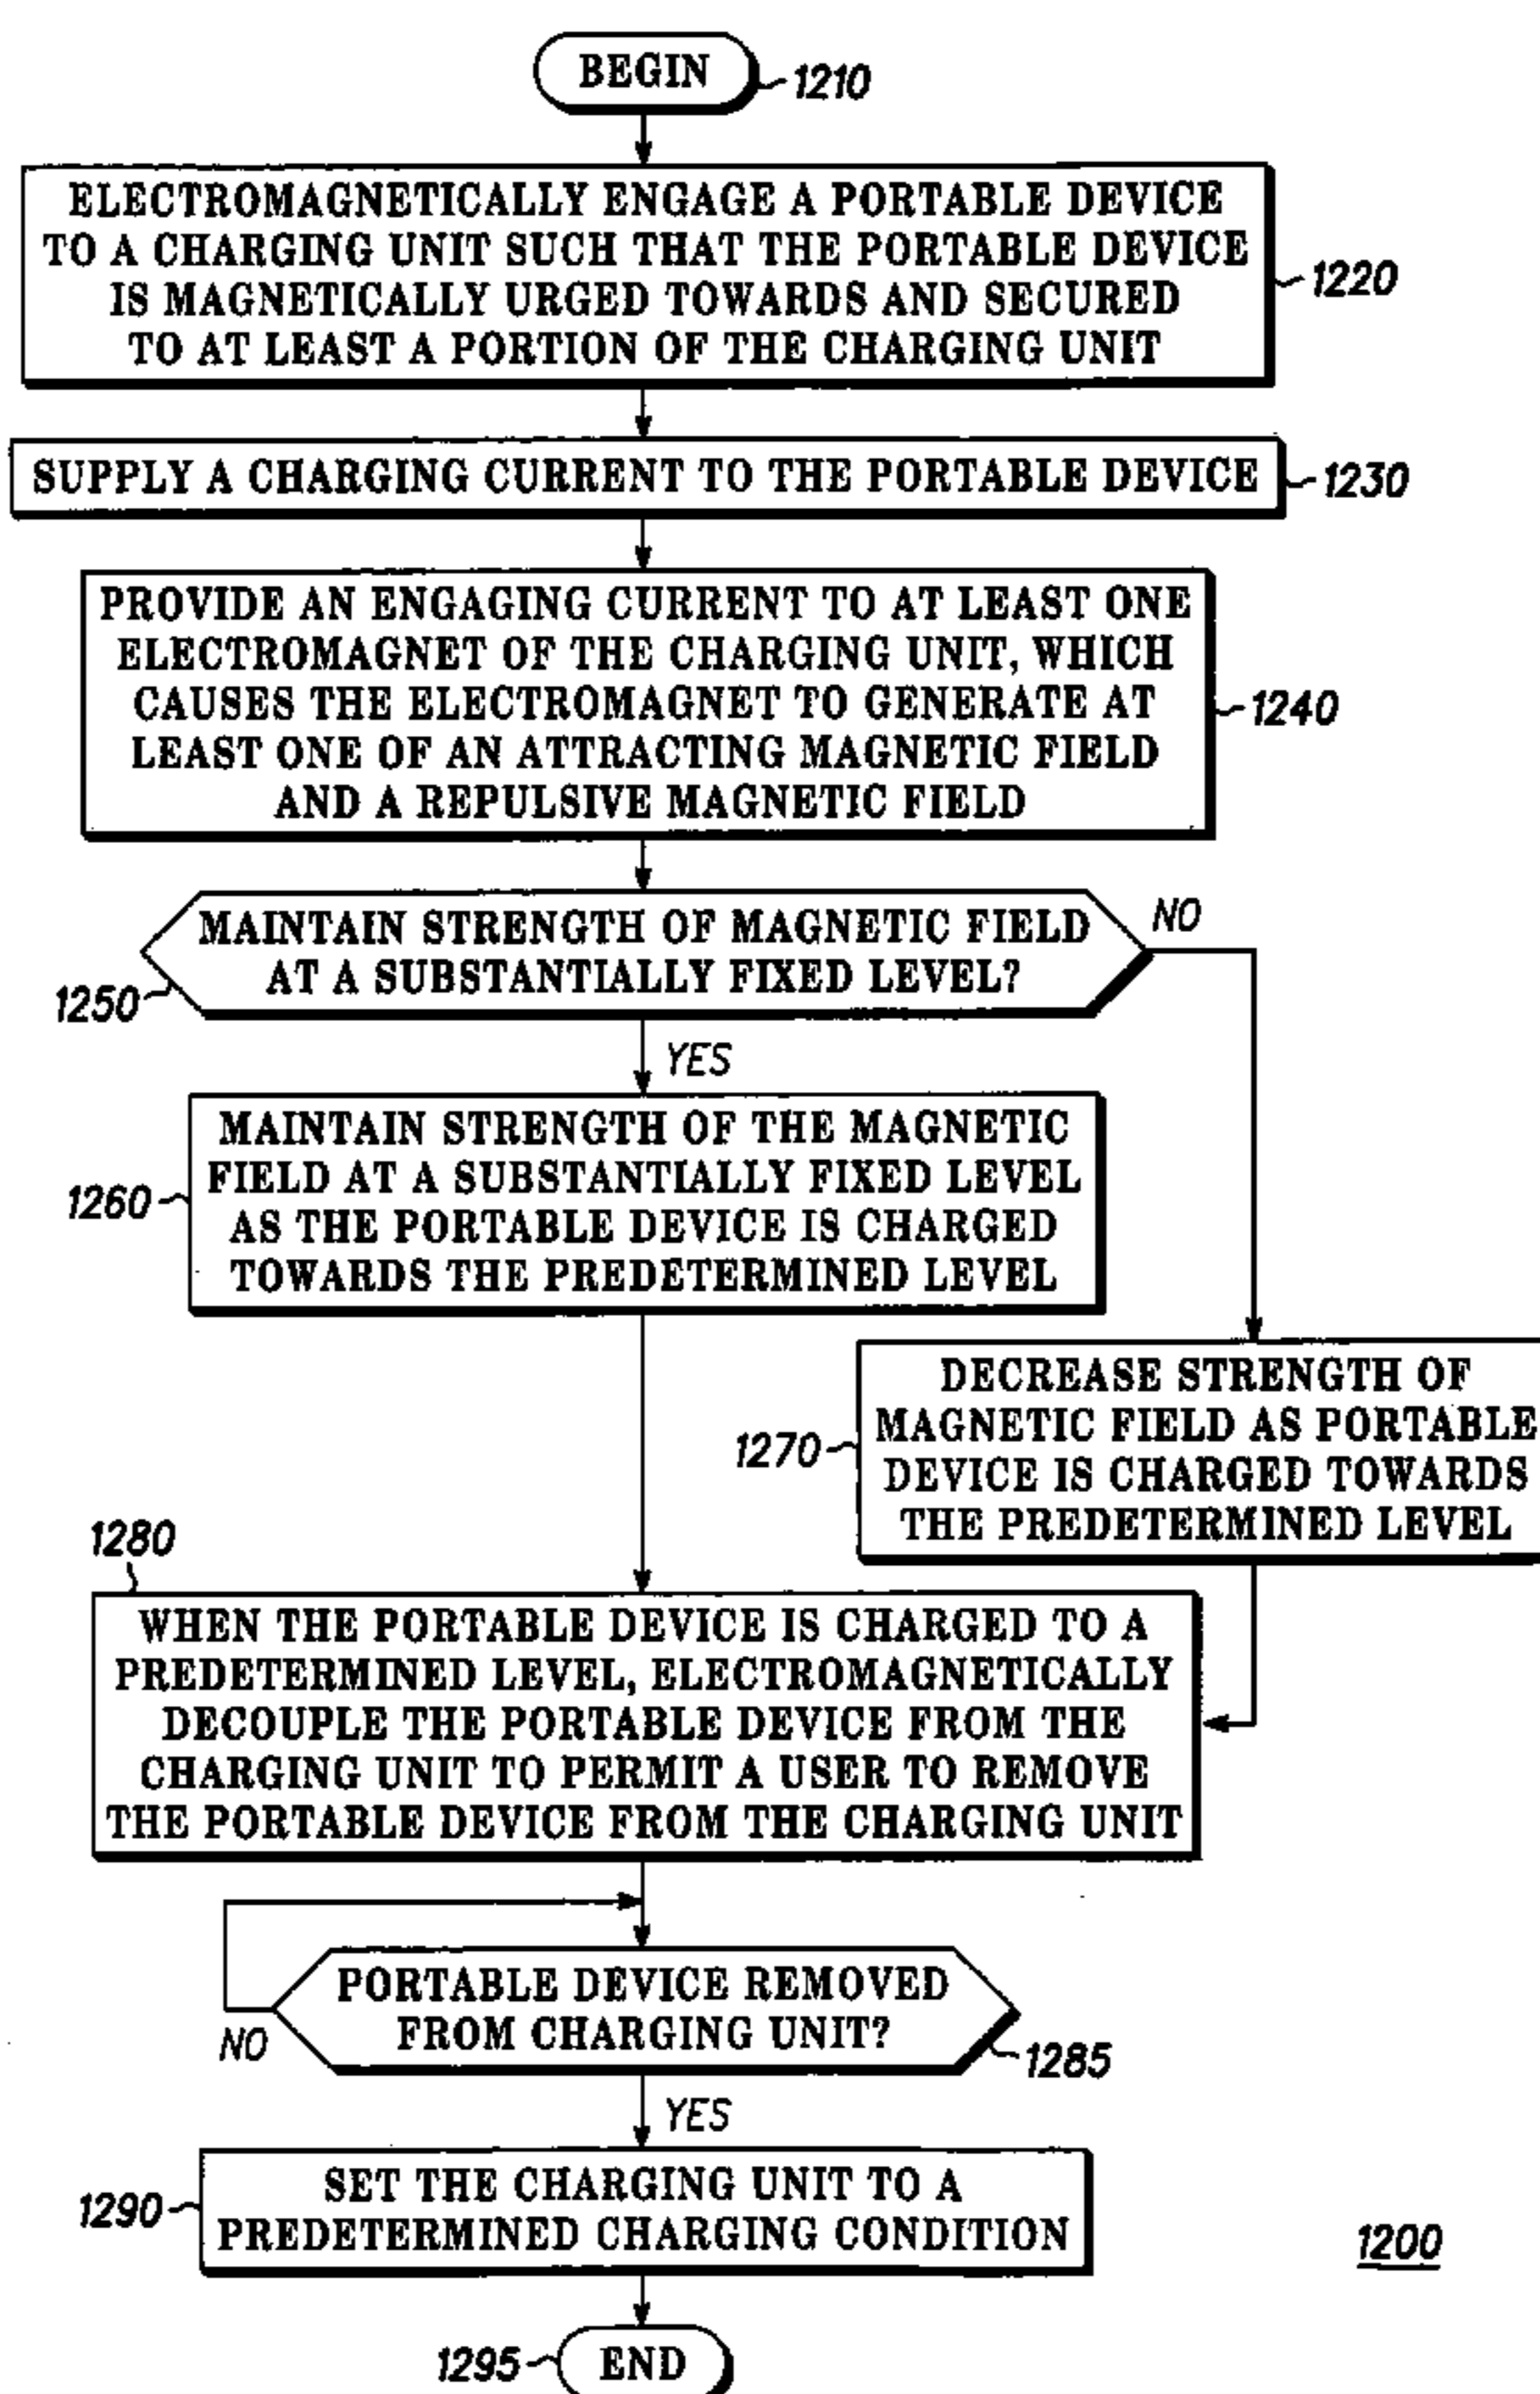 BEGIN
1210
ELECTROMAGNETICALLY ENGAGE A PORTABLE DEVICE
TO A CHARGING UNIT SUCH THAT THE PORTABLE DEVICE
IS MAGNETICALLY URGED TOWARDS AND SECURED
TO AT LEAST A PORTION OF THE CHARGING UNIT
1220
SUPPLY A CHARGING CURRENT TO THE PORTABLE DEVICE
1230
PROVIDE AN ENGAGING CURRENT TO AT LEAST ONE
ELECTROMAGNET OF THE CHARGING UNIT, WHICH
CAUSES THE ELECTROMAGNET TO GENERATE AT
LEAST ONE OF AN ATTRACTING MAGNETIC FIELD
AND A REPULSIVE MAGNETIC FIELD
1240
MAINTAIN STRENGTH OF MAGNETIC FIELD
AT A SUBSTANTIALLY FIXED LEVEL?
NO
1250
YES
MAINTAIN STRENGTH OF THE MAGNETIC
FIELD AT A SUBSTANTIALLY FIXED LEVEL
AS THE PORTABLE DEVICE IS CHARGED
TOWARDS THE PREDETERMINED LEVEL
1260
DECREASE STRENGTH OF
MAGNETIC FIELD AS PORTABLE
DEVICE IS CHARGED TOWARDS
THE PREDETERMINED LEVEL
1270
1280
WHEN THE PORTABLE DEVICE IS CHARGED TO A
PREDETERMINED LEVEL, ELECTROMAGNETICALLY
DECOUPLE THE PORTABLE DEVICE FROM THE
CHARGING UNIT TO PERMIT A USER TO REMOVE
THE PORTABLE DEVICE FROM THE CHARGING UNIT
PORTABLE DEVICE REMOVED
FROM CHARGING UNIT?
NO
1285
YES
SET THE CHARGING UNIT TO A
PREDETERMINED CHARGING CONDITION
1290
1200
END
1295